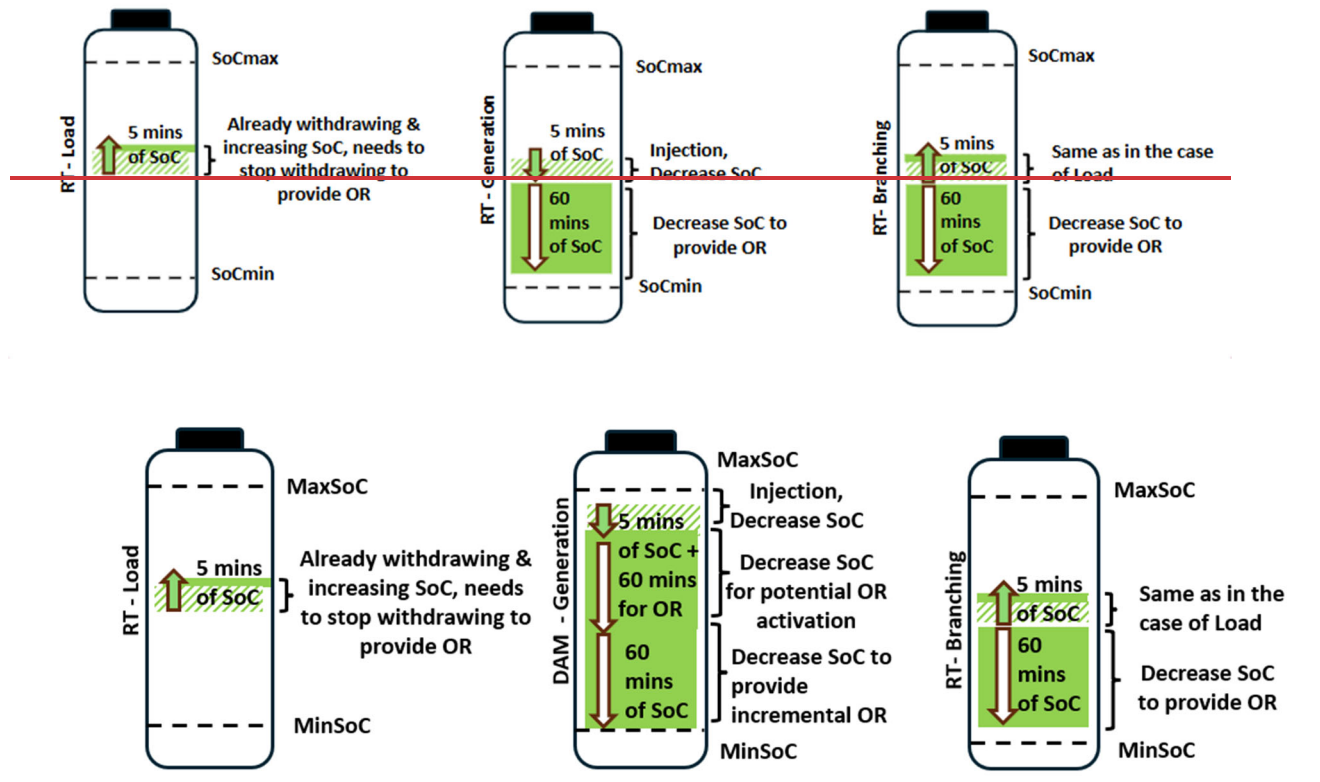 RT - Load
SoCmax
5 mins
of SoC
Already withdrawing &
increasing SoC, needs to
stop withdrawing to
provide OR
SoCmin
RT - Generation
SoCmax
5 mins
of SoC
Injection,
Decrease SoC
60
mins
of SoC
Decrease SoC to
provide OR
SoCmin
RT- Branching
SoCmax
5 mins
of SoC
Same as in the case
of Load
60
mins
of SoC
Decrease SoC to
provide OR
SoCmin
RT - Load
MaxSoC
5 mins
of SoC
Already withdrawing &
increasing SoC, needs
to stop withdrawing to
provide OR
MinSoC
DAM - Generation
MaxSoC
Injection,
Decrease SoC
5 mins
of SoC +
60 mins
for OR
Decrease SoC
for potential OR
activation
60
mins
of SoC
Decrease SoC to
provide
incremental OR
MinSoC
RT- Branching
MaxSoC
5 mins
of SoC
Same as in the
case of Load
60
mins
of SoC
Decrease SoC
to provide OR
MinSoC